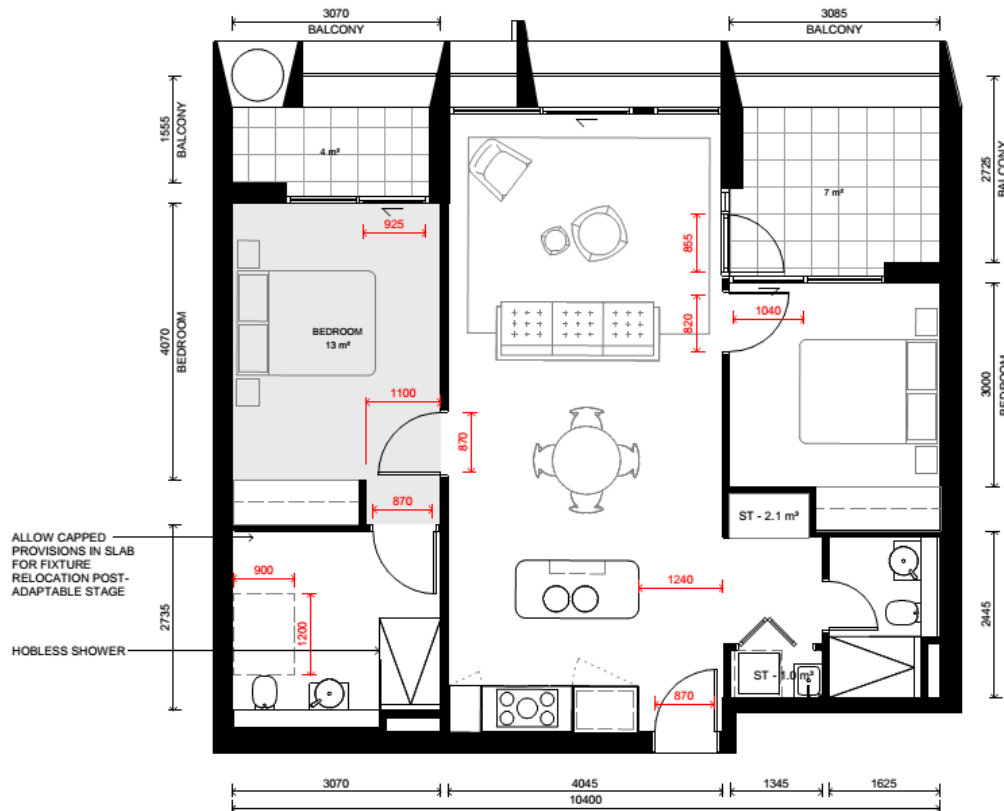 3070
BALCONY
3085
BALCONY
1555
BALCONY
4 m²
7 m²
2725
BALCONY
925
855
820
1040
4070
BEDROOM
BEDROOM
13 m²
3000
BEDROOM
1100
870
870
ST - 2.1 m³
ALLOW CAPPED
PROVISIONS IN SLAB
FOR FIXTURE
RELOCATION POST-
ADAPTABLE STAGE
900
1240
1200
2735
2445
HOBLESS SHOWER
ST - 1.0 m³
870
3070
4045
1345
1625
10400